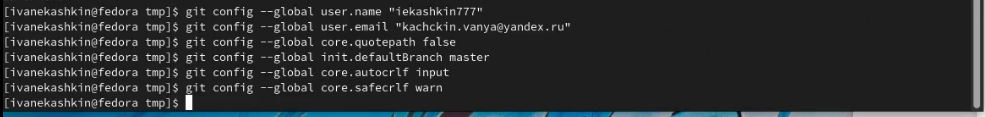 [ivanekashkin@fedora tmp]$ git config --global user.name "iekashkin777"
[ivanekashkin@fedora tmp]$ git config --global user.email "kachckin.vanya@yandex.ru"
[ivanekashkin@fedora tmp]$ git config --global core.quotepath false
[ivanekashkin@fedora tmp]$ git config --global init.defaultBranch master
[ivanekashkin@fedora tmp]$ git config --global core.autocrlf input
[ivanekashkin@fedora tmp]$ git config --global core.safecrlf warn
[ivanekashkin@fedora tmp]$